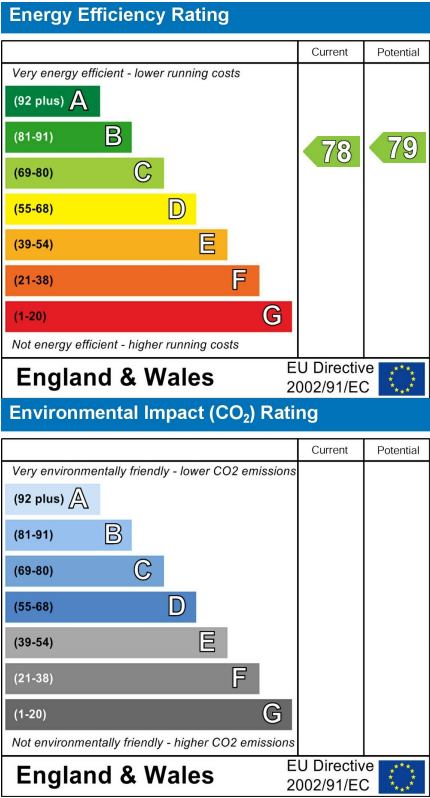 Energy Efficiency Rating
Current Potential
Very energy efficient - lower running costs
(92 plus) A
(81-91) B
78 79
(69-80) C
(55-68) D
(39-54) E
(21-38) F
(1-20) G
Not energy efficient - higher running costs
England & Wales
EU Directive
2002/91/EC
Environmental Impact (CO₂) Rating
Current Potential
Very environmentally friendly - lower CO2 emissions
(92 plus) A
(81-91) B
(69-80) C
(55-68) D
(39-54) E
(21-38) F
(1-20) G
Not environmentally friendly - higher CO2 emissions
England & Wales
EU Directive
2002/91/EC